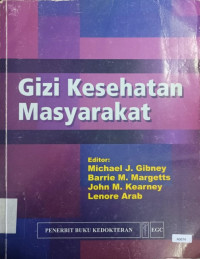 Gizi Kesehatan
Masyarakat
Editor:
Michael J. Gibney
Barrie M. Margetts
John M. Kearney
Lenore Arab
PENERBIT BUKU KEDOKTERAN EGC